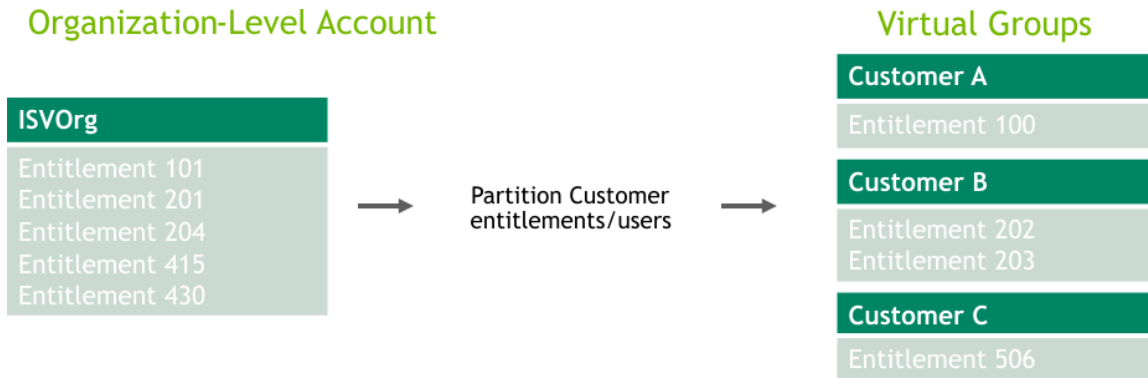 Organization-Level Account
ISVOrg
Entitlement 101
Entitlement 201
Entitlement 204
Entitlement 415
Entitlement 430
Partition Customer
entitlements/users
Virtual Groups
Customer A
Entitlement 100
Customer B
Entitlement 202
Entitlement 203
Customer C
Entitlement 506